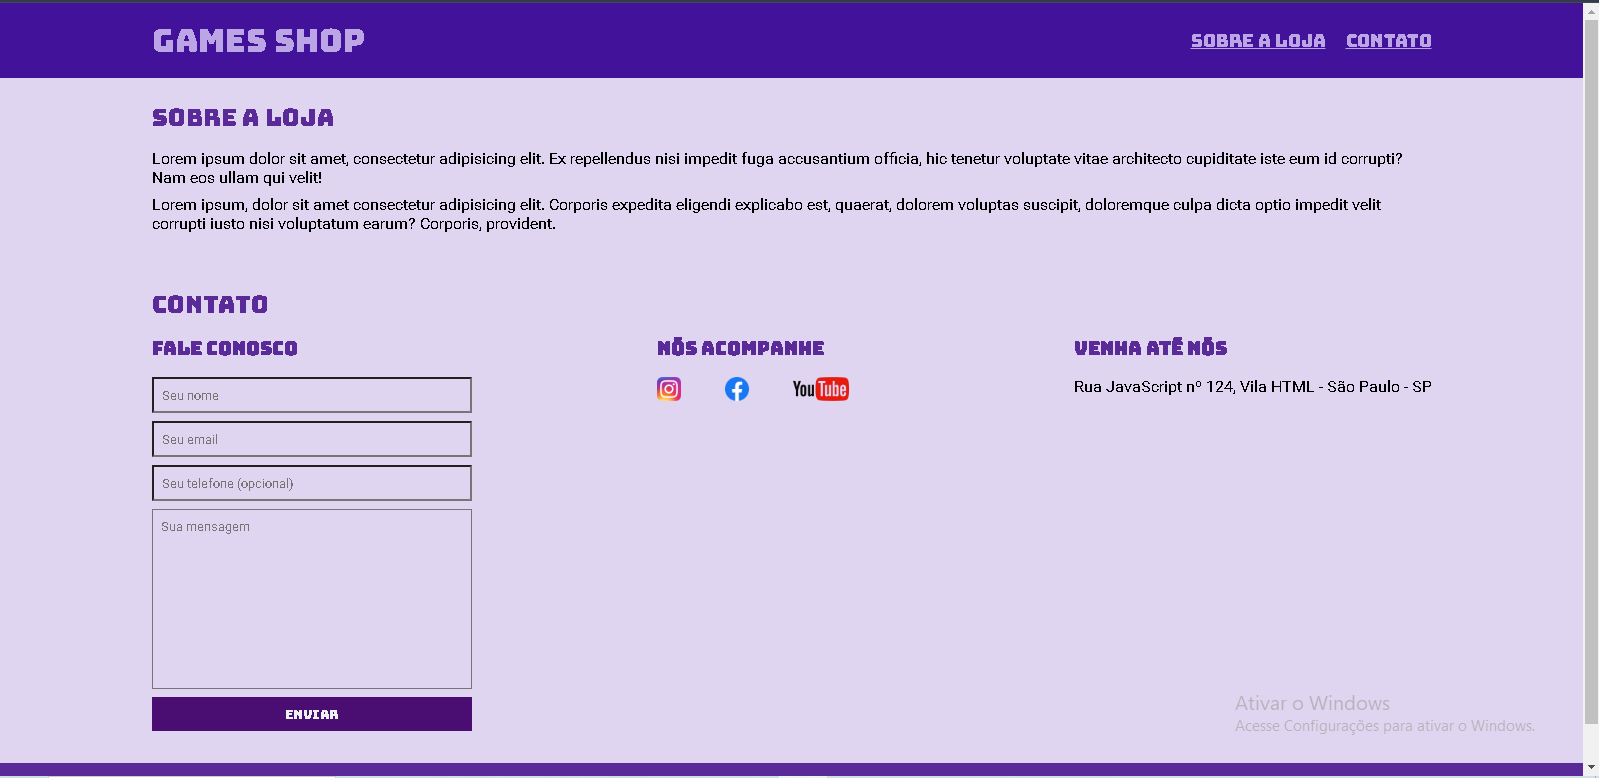 GAMES SHOP
SOBRE A LOJA
CONTATO
SOBRE A LOJA
Lorem ipsum dolor sit amet, consectetur adipisicing elit. Ex repellendus nisi impedit fuga accusantium officia, hic tenetur voluptate vitae architecto cupiditate iste eum id corrupti?
Nam eos ullam qui velit!
Lorem ipsum, dolor sit amet consectetur adipisicing elit. Corporis expedita eligendi explicabo est, quaerat, dolorem voluptas suscipit, doloremque culpa dicta optio impedit velit
corrupti iusto nisi voluptatum earum? Corporis, provident.
CONTATO
FALE CONOSCO
Seu nome
Seu email
Seu telefone (opcional)
Sua mensagem
ENVIAR
NÓS ACOMPANHE
YouTube
VENHA ATÉ NÓS
Rua JavaScript nº 124, Vila HTML - São Paulo - SP
Ativar o Windows
Acesse Configurações para ativar o Windows.